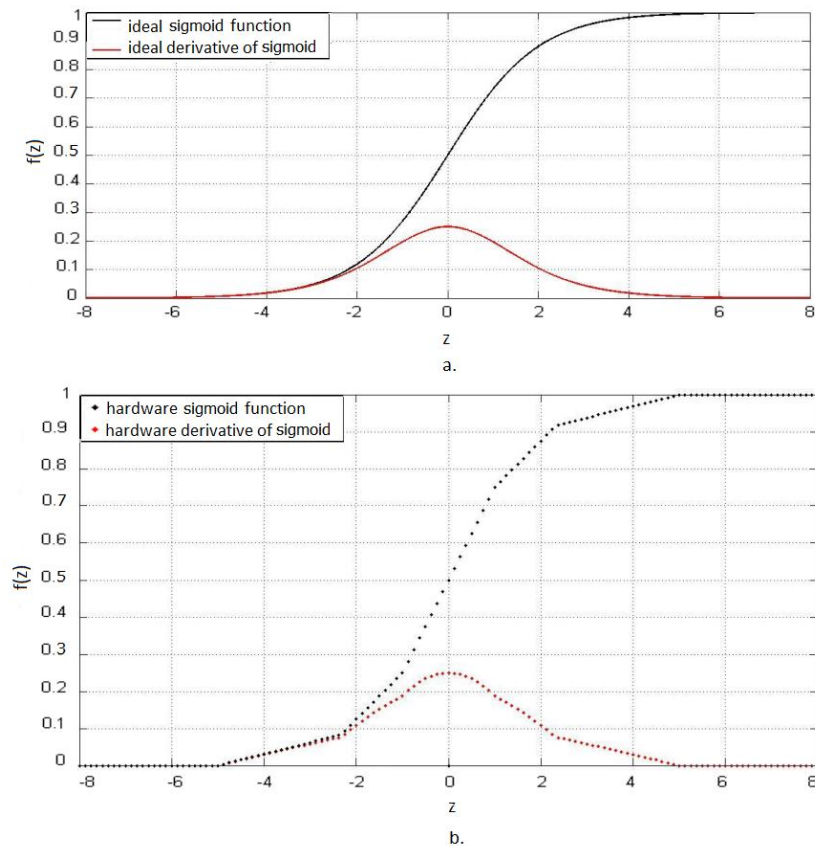 1
ideal sigmoid function
0.9
ideal derivative of sigmoid
0.8
0.7
0.6
f(z)
0.5
0.4
0.3
0.2
0.1
0
-8 -6 -4 -2 0 2 4 6 8
z
a.
1
hardware sigmoid function
0.9
hardware derivative of sigmoid
0.8
0.7
0.6
f(z)
0.5
0.4
0.3
0.2
0.1
0
-8 -6 -4 -2 0 2 4 6 8
z
b.